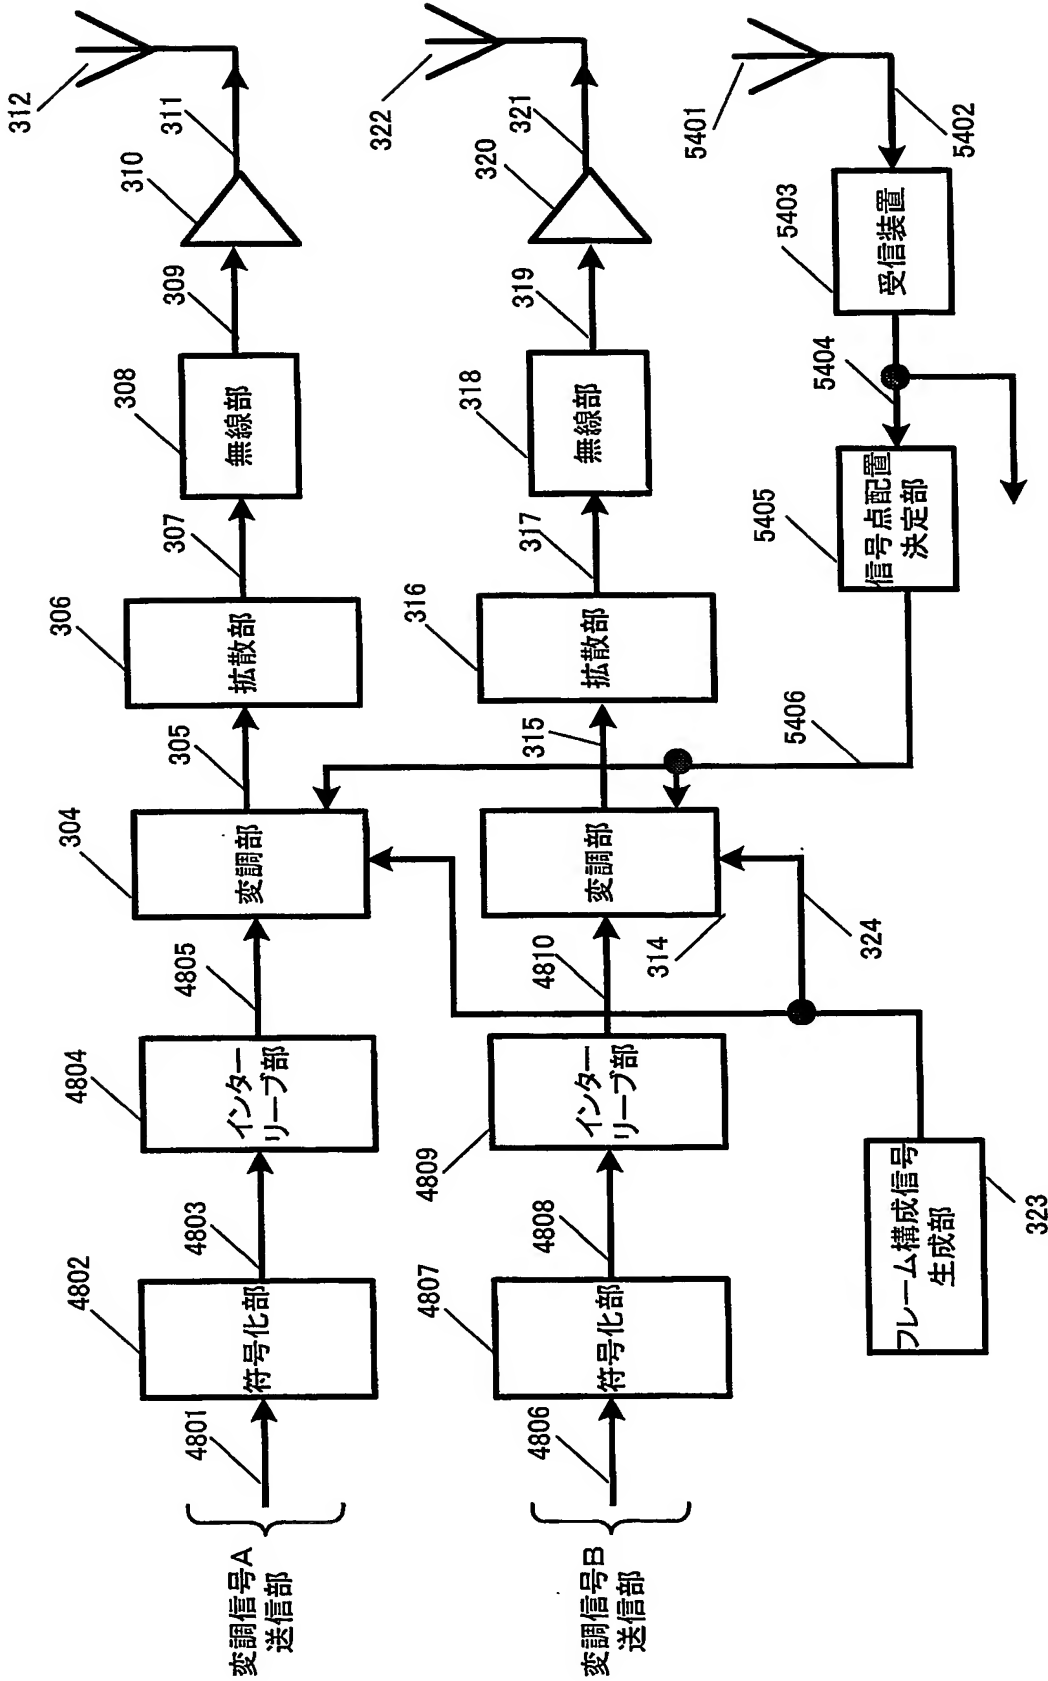 変調信号A
送信部
4801
4802
符号化部
4803
4804
インター
リーブ部
4805
304
変調部
305
306
拡散部
307
308
無線部
309
310
311
312
変調信号B
送信部
4806
4807
符号化部
4808
4809
インター
リーブ部
4810
314
変調部
315
316
拡散部
317
318
無線部
319
320
321
322
フレーム構成信号
生成部
323
324
5401
5402
5403
受信装置
5404
5405
信号点配置
決定部
5406